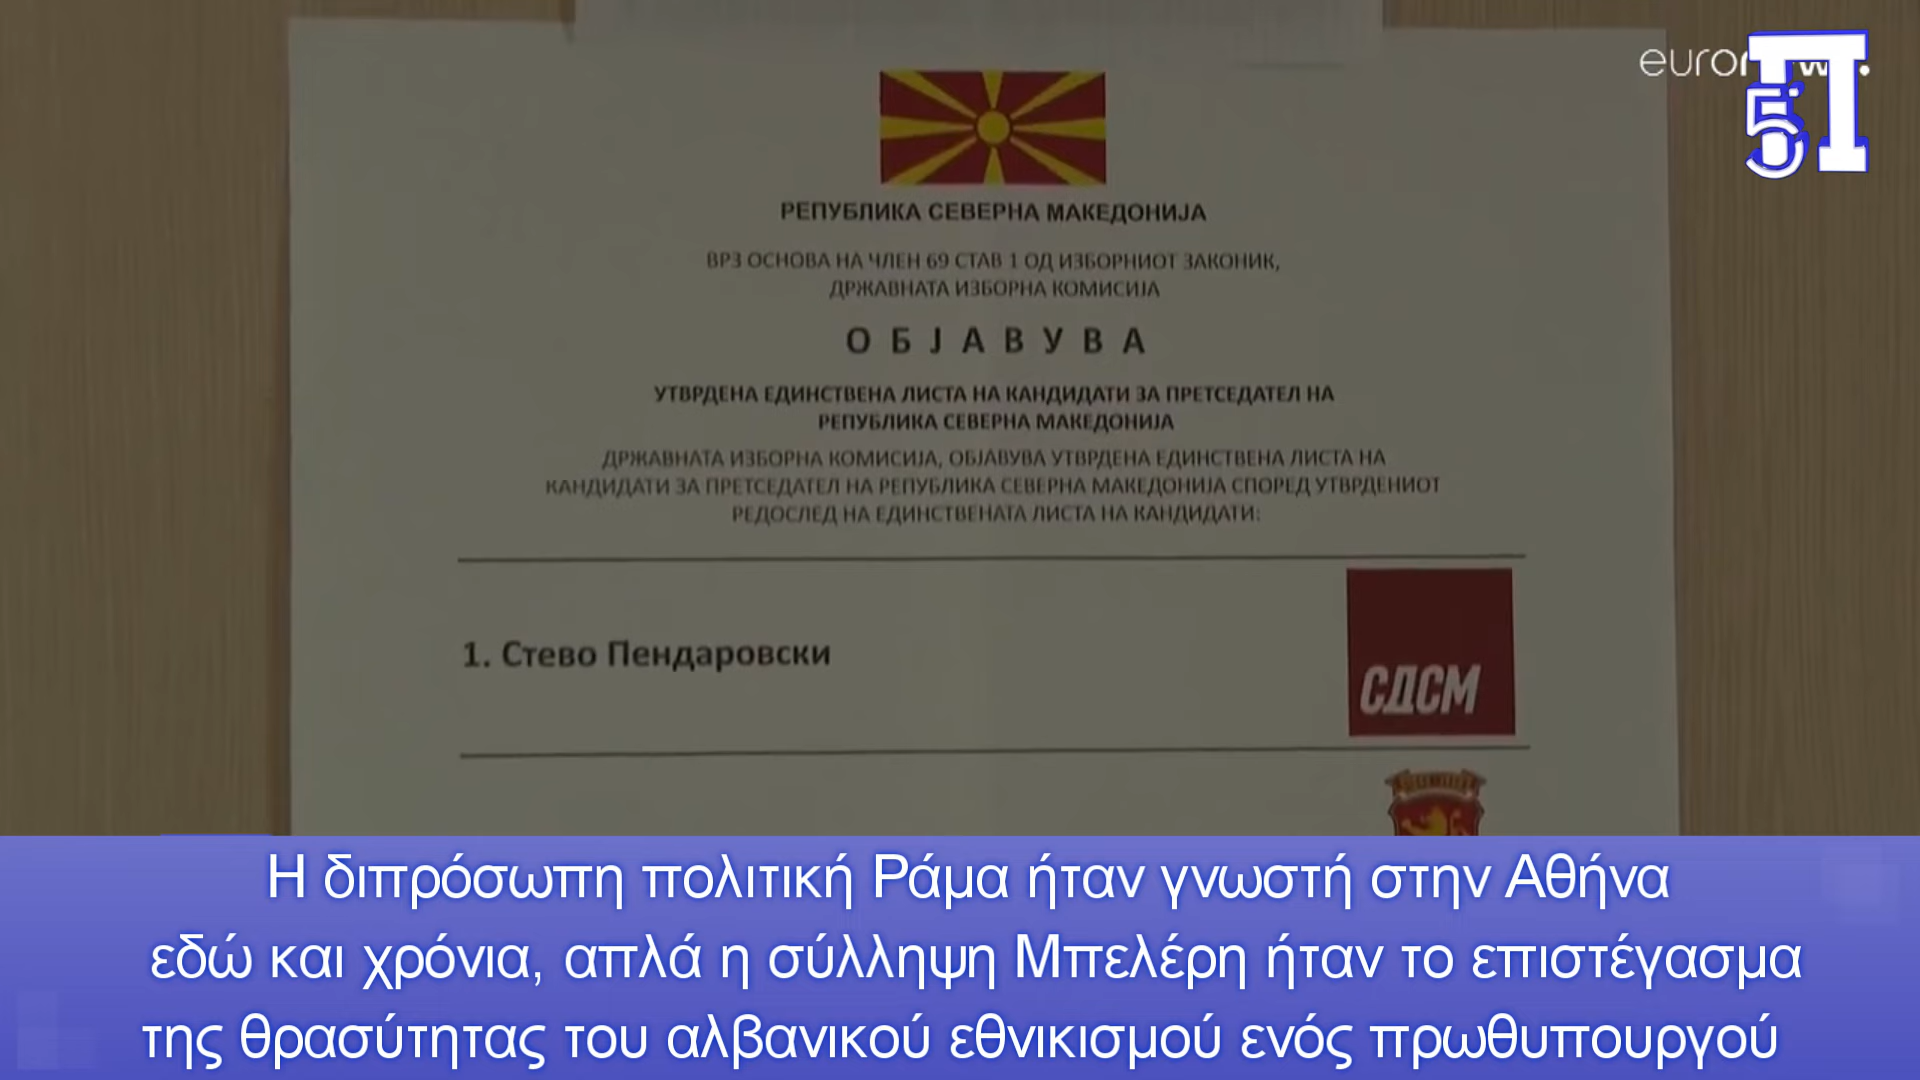 РЕПУБЛИКА СЕВЕРНА МАКЕДОНИЈА
ВРЗ ОСНОВА НА ЧЛЕН 69 СТАВ 1 ОД ИЗБОРНИОТ ЗАКОНИК,
ДРЖАВНАТА ИЗБОРНА КОМИСИЈА
О Б Ј А В У В А
УТВРДЕНА ЕДИНСТВЕНА ЛИСТА НА КАНДИДАТИ ЗА ПРЕТСЕДАТЕЛ НА
РЕПУБЛИКА СЕВЕРНА МАКЕДОНИЈА
ДРЖАВНАТА ИЗБОРНА КОМИСИЈА, ОБЈАВУВА УТВРДЕНА ЕДИНСТВЕНА ЛИСТА НА
КАНДИДАТИ ЗА ПРЕТСЕДАТЕЛ НА РЕПУБЛИКА СЕВЕРНА МАКЕДОНИЈА СПОРЕД УТВРДЕНИОТ
РЕДОСЛЕД НА ЕДИНСТВЕНАТА ЛИСТА НА КАНДИДАТИ:
1. Стево Пендаровски
СДСМ
Η διπρόσωπη πολιτική Ράμα ήταν γνωστή στην Αθήνα
εδώ και χρόνια, απλά η σύλληψη Μπελέρη ήταν το επιστέγασμα
της θρασύτητας του αλβανικού εθνικισμού ενός πρωθυπουργού